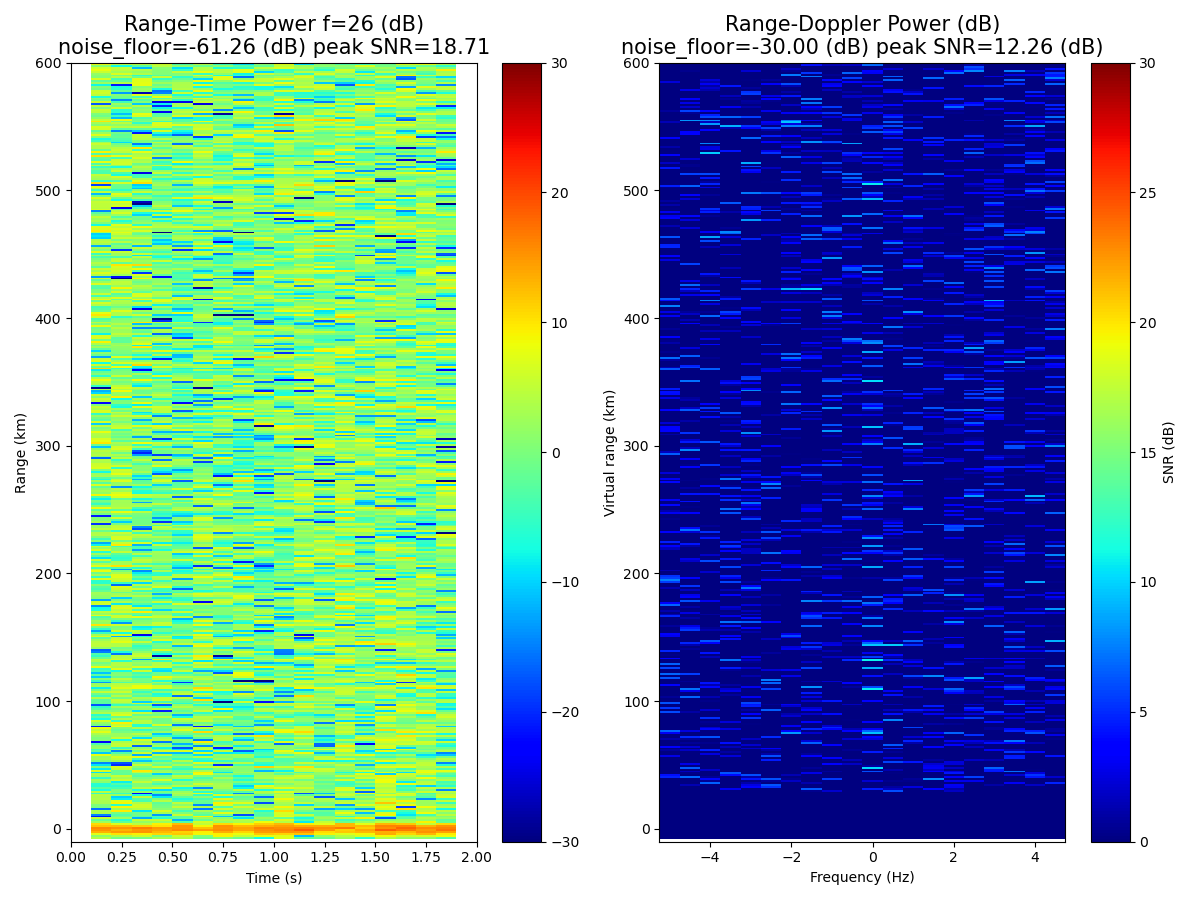 Range-Time Power f=26 (dB)
noise_floor=-61.26 (dB) peak SNR=18.71
Range-Doppler Power (dB)
noise_floor=-30.00 (dB) peak SNR=12.26 (dB)
600
500
400
300
200
100
0
Range (km)
0.00 0.25 0.50 0.75 1.00 1.25 1.50 1.75 2.00
Time (s)
30
20
10
0
−10
−20
−30
600
500
400
300
200
100
0
Virtual range (km)
−4 −2 0 2 4
Frequency (Hz)
30
25
20
15
10
5
0
SNR (dB)